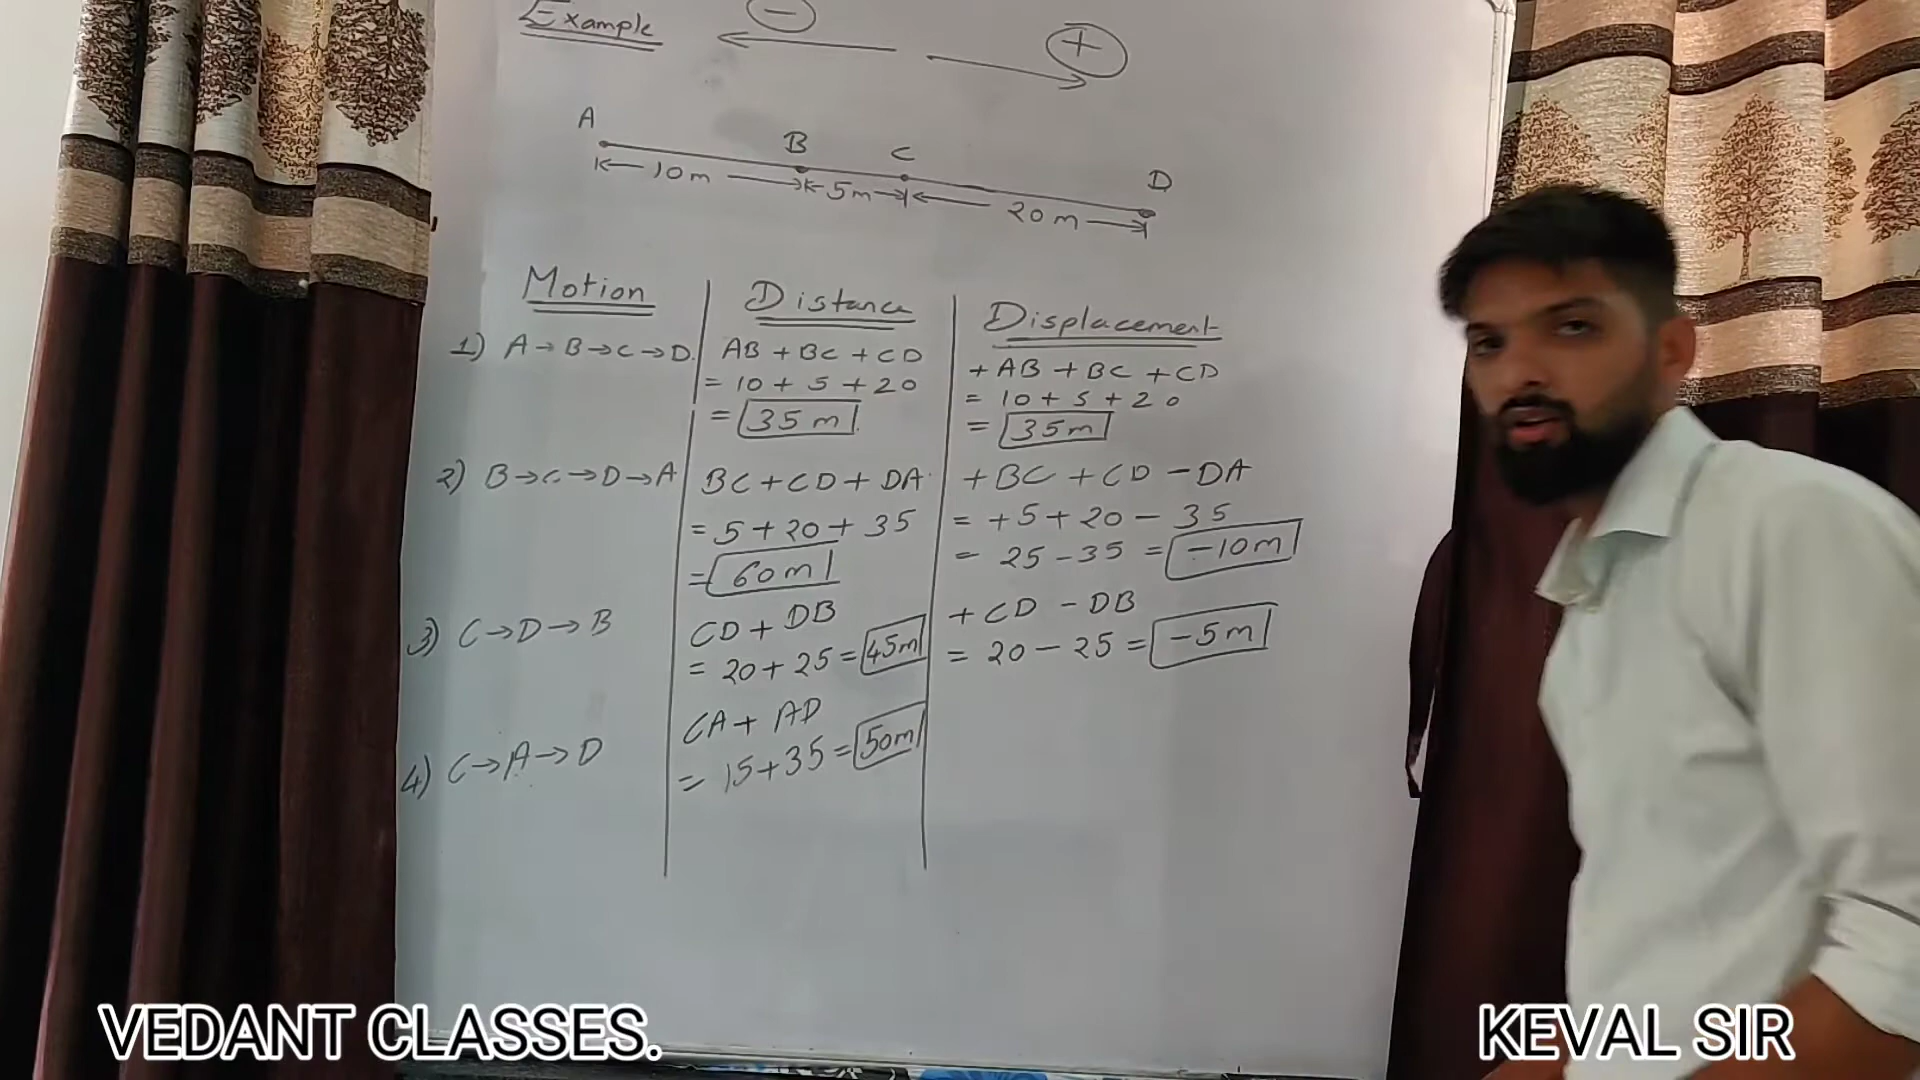 Example
−
+
A
B
C
D
10m
5m
20m
Motion
Distance
Displacement
1) A→B→C→D
AB+BC+CD
= 10+5+20
= 35m
+AB+BC+CD
= 10+5+20
= 35m
2) B→C→D→A
BC+CD+DA
= 5+20+35
= 60m
+BC+CD−DA
= +5+20−35
= 25−35 = −10m
3) C→D→B
CD+DB
= 20+25 = 45m
+CD−DB
= 20−25 = −5m
4) C→A→D
CA+AD
= 15+35 = 50m
VEDANT CLASSES.
KEVAL SIR